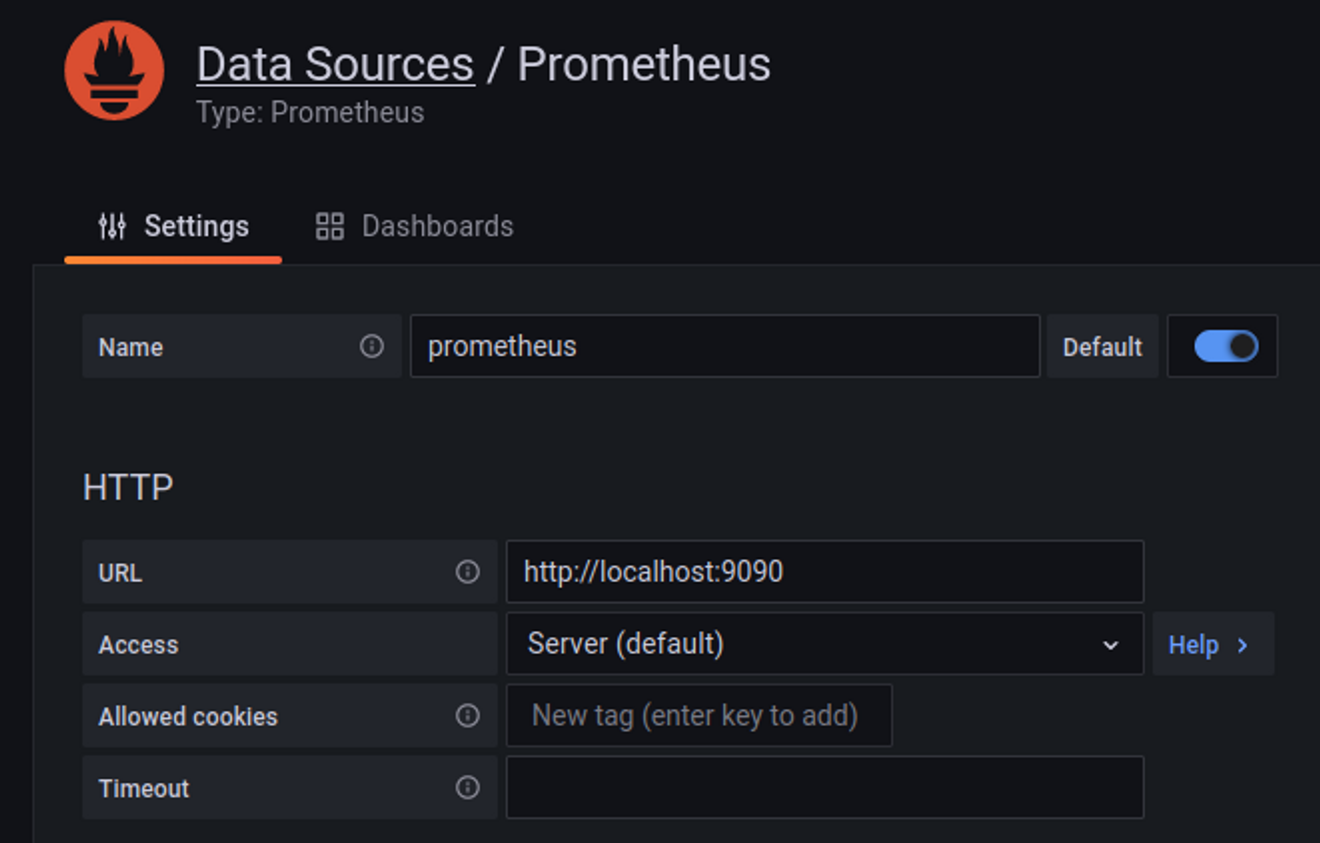 Data Sources / Prometheus
Type: Prometheus
Settings Dashboards
Name prometheus Default
HTTP
URL http://localhost:9090
Access Server (default) Help
Allowed cookies New tag (enter key to add)
Timeout